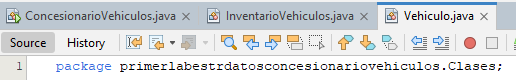 ConcesionarioVehiculos.java InventarioVehiculos.java Vehiculo.java
Source History
1 package primerlabestrdatosconcesionariovehiculos.Clases;